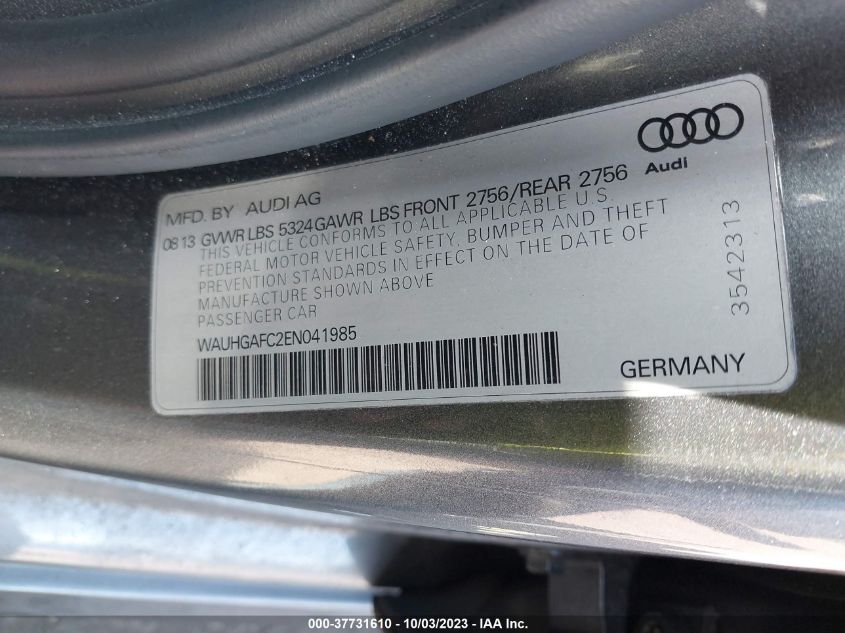 Audi
MFD. BY AUDI AG
08 13 GVWR LBS 5324 GAWR LBS FRONT 2756/REAR 2756
THIS VEHICLE CONFORMS TO ALL APPLICABLE U.S.
FEDERAL MOTOR VEHICLE SAFETY, BUMPER AND THEFT
PREVENTION STANDARDS IN EFFECT ON THE DATE OF
MANUFACTURE SHOWN ABOVE
PASSENGER CAR
WAUHGAFC2EN041985
3542313
GERMANY
000-37731610 - 10/03/2023 - IAA Inc.